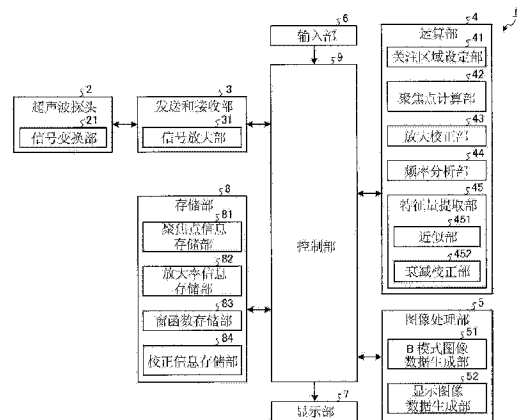 1
6
输入部
9
控制部
2
超声波探头
21
信号变换部
3
发送和接收部
31
信号放大部
8
存储部
81
聚焦点信息
存储部
82
放大率信息
存储部
83
窗函数存储部
84
校正信息存储部
7
显示部
4
运算部
41
关注区域设定部
42
聚焦点计算部
43
放大校正部
44
频率分析部
45
特征量提取部
451
近似部
452
衰减校正部
5
图像处理部
51
B模式图像
数据生成部
52
显示图像
数据生成部